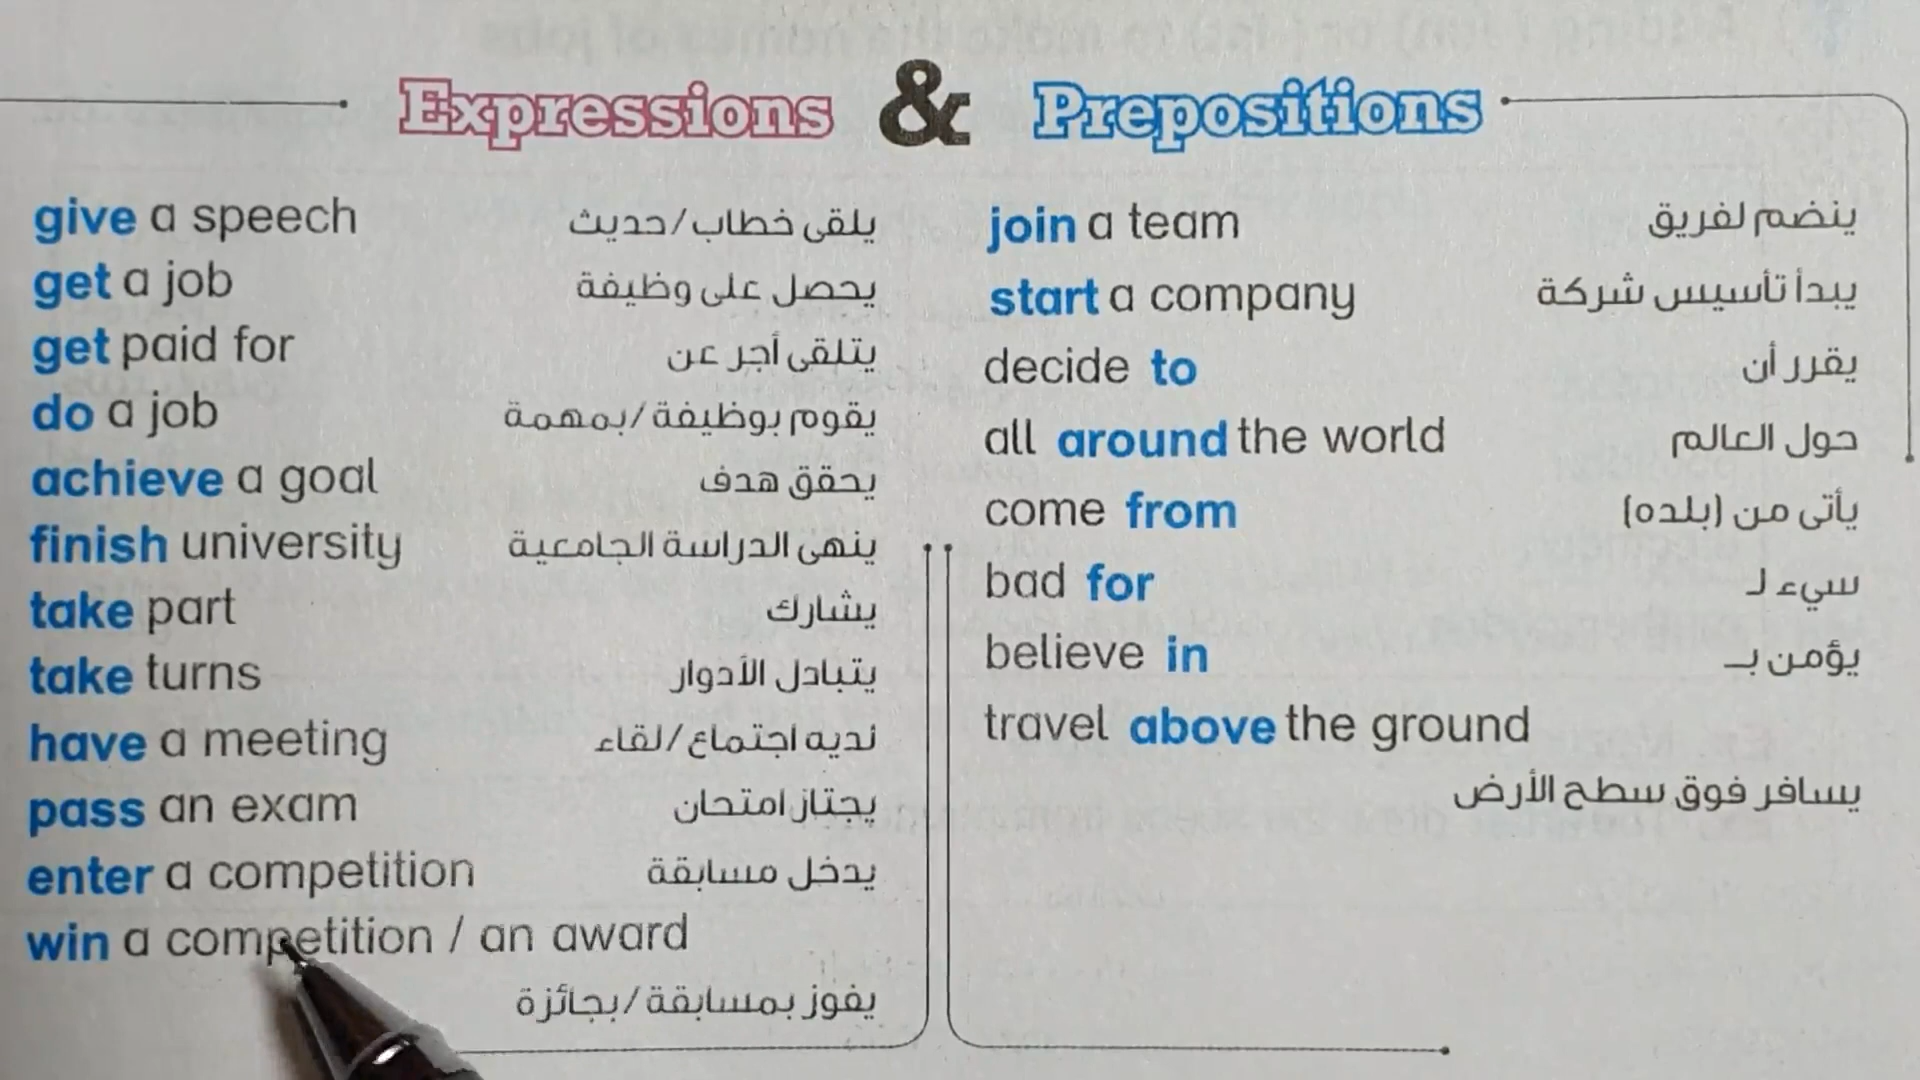 Expressions & Prepositions
give a speech يلقى خطاب/حديث
get a job يحصل على وظيفة
get paid for يتلقى أجر عن
do a job يقوم بوظيفة/بمهمة
achieve a goal يحقق هدف
finish university ينهى الدراسة الجامعية
take part يشارك
take turns يتبادل الأدوار
have a meeting لديه اجتماع/لقاء
pass an exam يجتاز امتحان
enter a competition يدخل مسابقة
win a competition / an award
يفوز بمسابقة/بجائزة
join a team ينضم لفريق
start a company يبدأ تأسيس شركة
decide to يقرر أن
all around the world حول العالم
come from يأتى من (بلده)
bad for سيء لـ
believe in يؤمن بـ
travel above the ground
يسافر فوق سطح الأرض